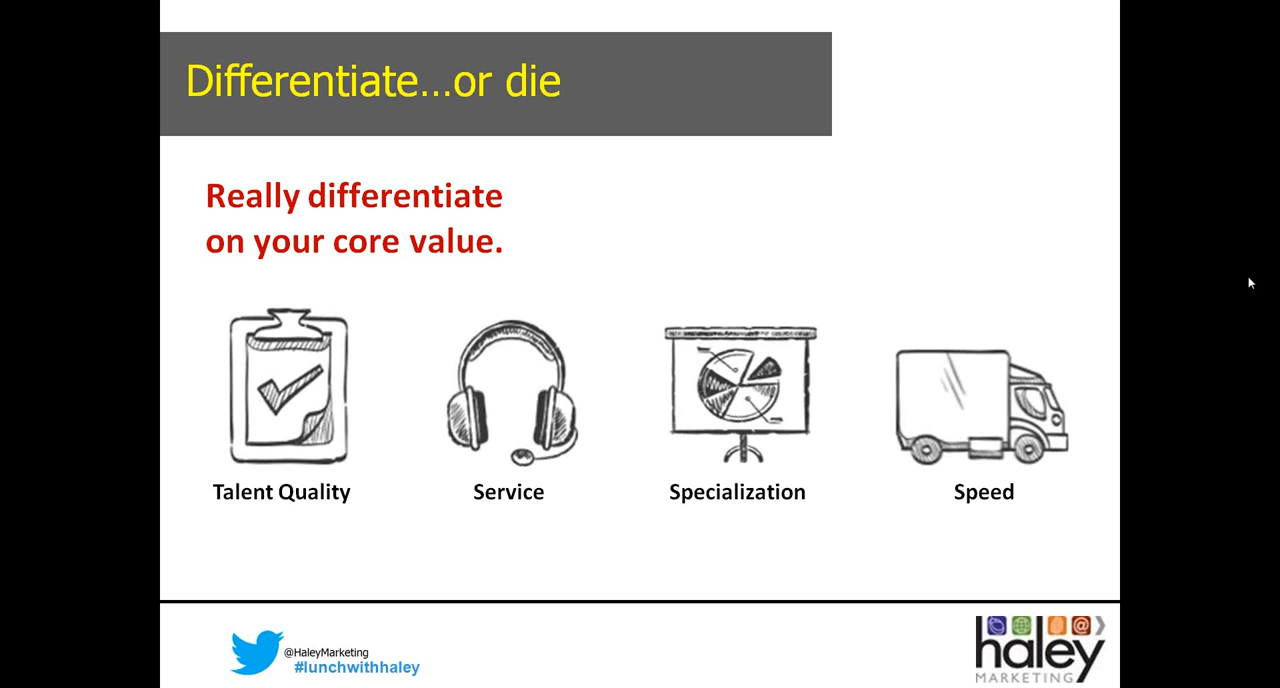 Differentiate...or die
Really differentiate
on your core value.
Talent Quality
Service
Specialization
Speed
@HaleyMarketing
#lunchwithhaley
@
haley
MARKETING